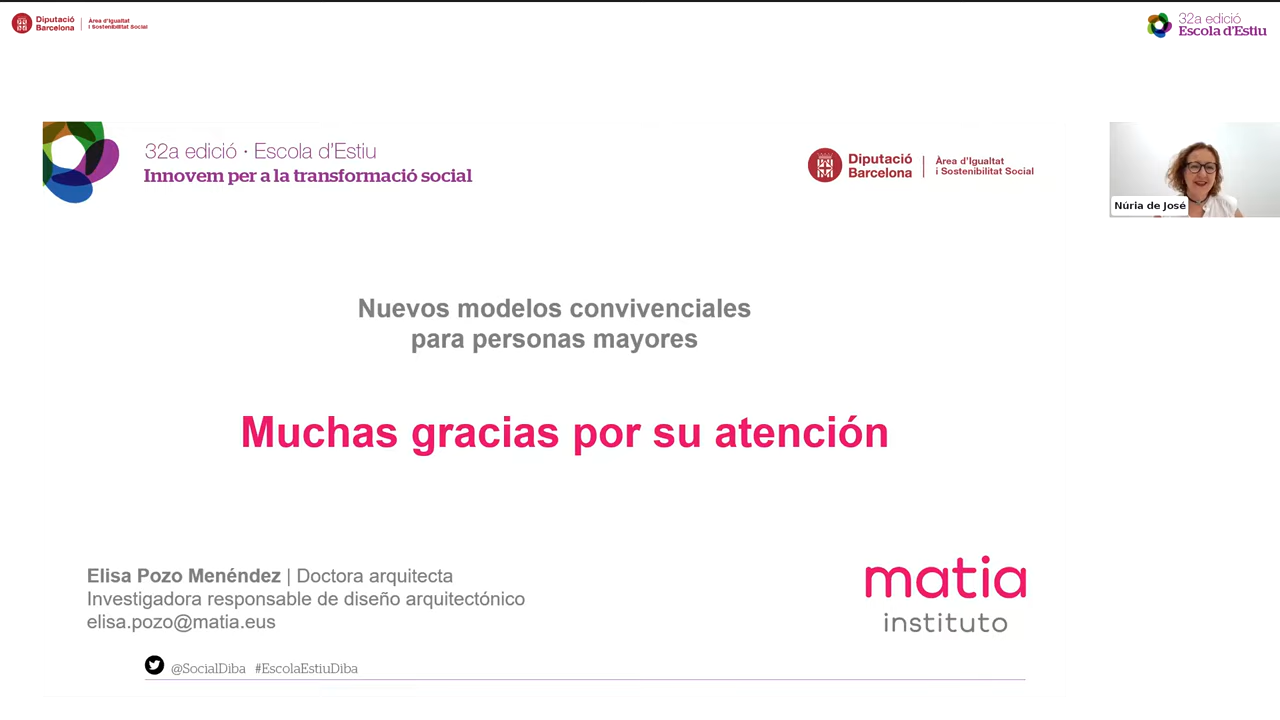 Diputació
Barcelona
Àrea d'Igualtat
i Sostenibilitat Social
32a edició
Escola d'Estiu
32a edició · Escola d'Estiu
Innovem per a la transformació social
Diputació
Barcelona
Àrea d'Igualtat
i Sostenibilitat Social
Núria de José
Nuevos modelos convivenciales
para personas mayores
Muchas gracias por su atención
Elisa Pozo Menéndez | Doctora arquitecta
Investigadora responsable de diseño arquitectónico
elisa.pozo@matia.eus
matia
instituto
@SocialDiba #EscolaEstiuDiba